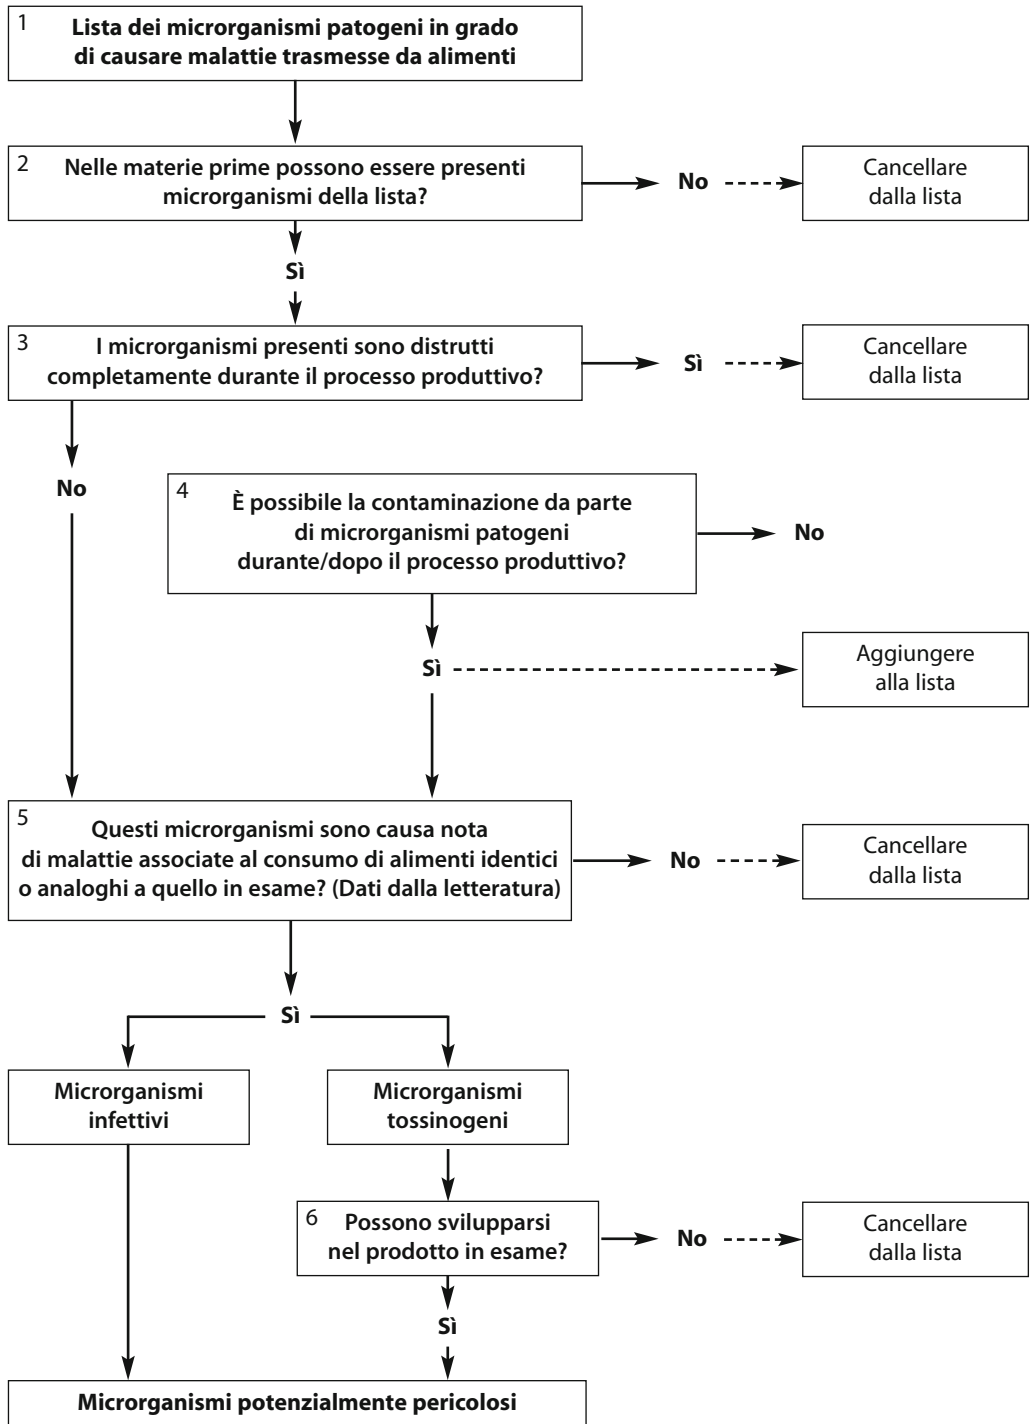 1
Lista dei microrganismi patogeni in grado
di causare malattie trasmesse da alimenti
2
Nelle materie prime possono essere presenti
microrganismi della lista?
No
Cancellare
dalla lista
Sì
3
I microrganismi presenti sono distrutti
completamente durante il processo produttivo?
Sì
Cancellare
dalla lista
No
4
È possibile la contaminazione da parte
di microrganismi patogeni
durante/dopo il processo produttivo?
No
Sì
Aggiungere
alla lista
5
Questi microrganismi sono causa nota
di malattie associate al consumo di alimenti identici
o analoghi a quello in esame? (Dati dalla letteratura)
No
Cancellare
dalla lista
Sì
Microrganismi
infettivi
Microrganismi
tossinogeni
6
Possono svilupparsi
nel prodotto in esame?
No
Cancellare
dalla lista
Sì
Microrganismi potenzialmente pericolosi